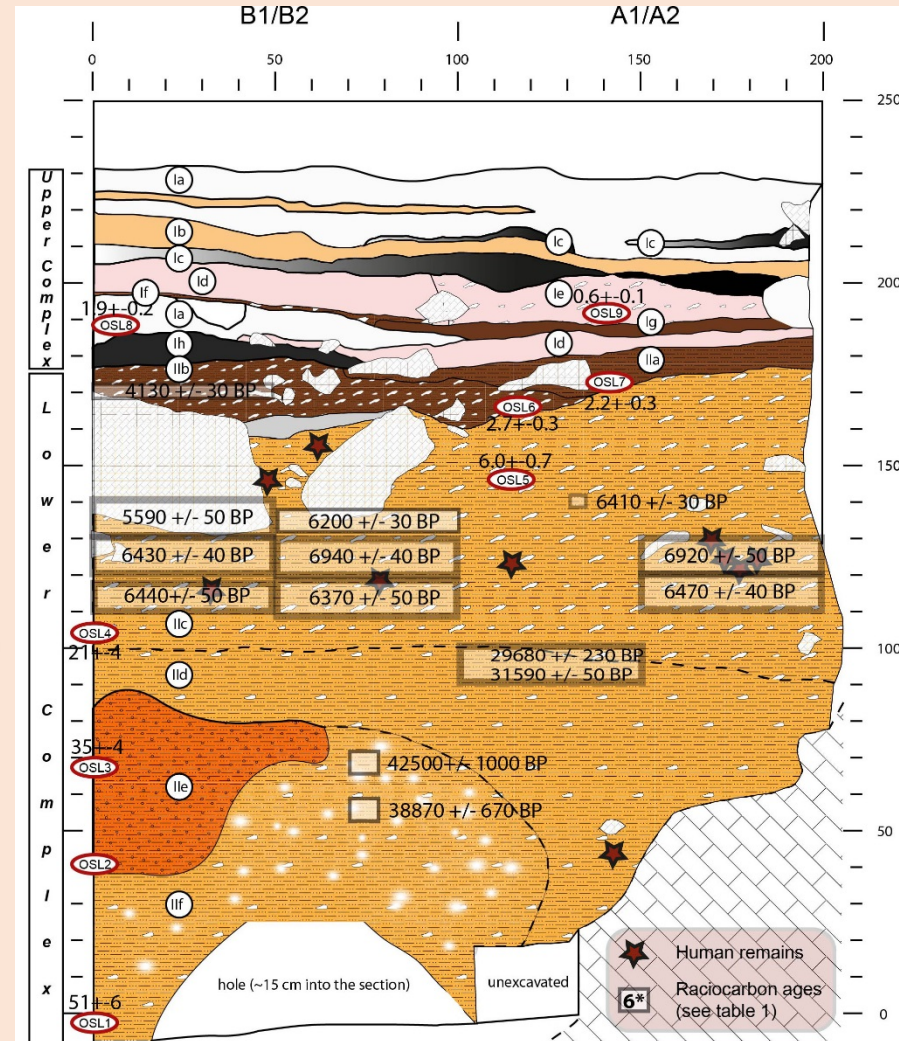 B1/B2 A1/A2
0 50 100 150 200
250
Upper Complex
Ia
Ib
Ic Ic
Ic
200
Id
If
Ie 0.6+-0.1
1.9+-0.2 OSL9
Ia
OSL8
Ig
Ih Id
IIa
IIb
4130 +/- 30 BP
OSL7
2.2+-0.3
OSL6
2.7+-0.3
Lower Complex
6.0+-0.7
OSL5
150
6410 +/- 30 BP
5590 +/- 50 BP 6200 +/- 30 BP
6430 +/- 40 BP 6940 +/- 40 BP 6920 +/- 50 BP
6440+/- 50 BP 6370 +/- 50 BP 6470 +/- 40 BP
IIc
OSL4
21+-4
100
29680 +/- 230 BP
31590 +/- 50 BP
IId
35+-4
OSL3
42500+/- 1000 BP
IIe
38870 +/- 670 BP
50
OSL2
IIf
hole (~15 cm into the section)
unexcavated
51+-6
OSL1
0
Human remains
6* Raciocarbon ages
(see table 1)